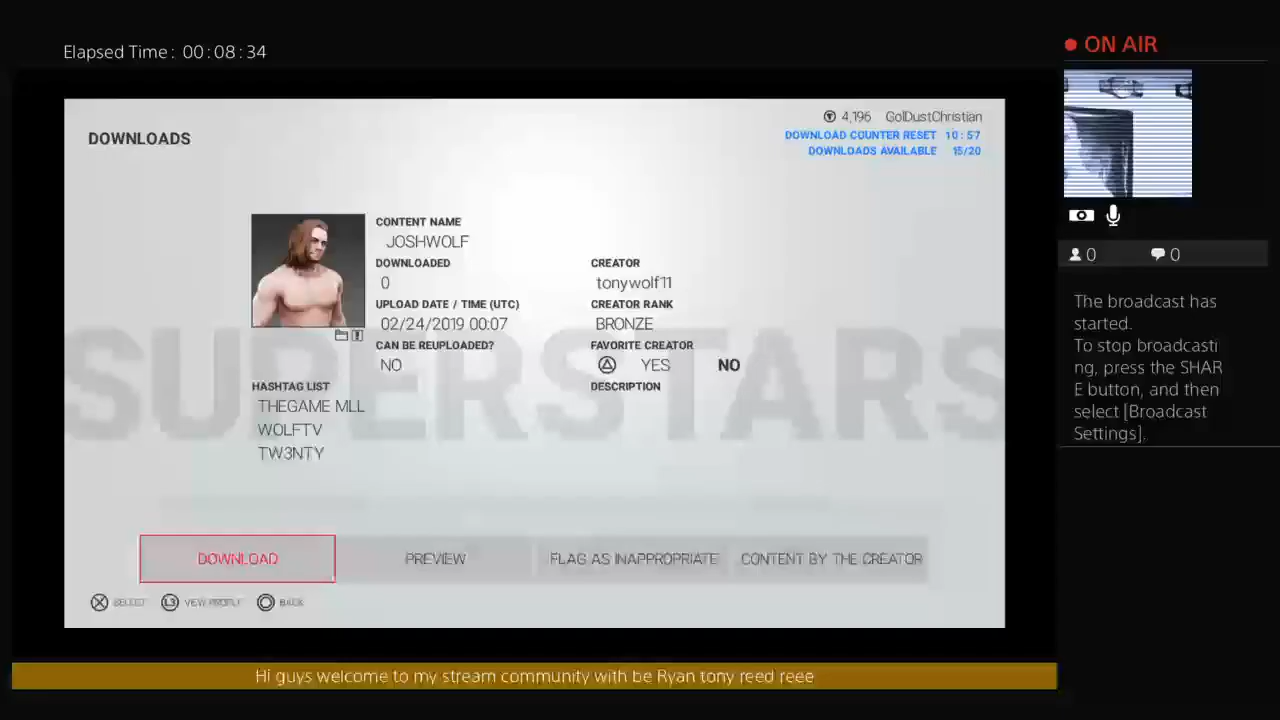 Elapsed Time: 00:08:34
ON AIR
4,196 GolDustChristian
DOWNLOADS
DOWNLOAD COUNTER RESET 10:57
DOWNLOADS AVAILABLE 15/20
CONTENT NAME
JOSHWOLF
DOWNLOADED
0
UPLOAD DATE / TIME (UTC)
02/24/2019 00:07
CAN BE REUPLOADED?
NO
CREATOR
tonywolf11
CREATOR RANK
BRONZE
FAVORITE CREATOR
YES NO
DESCRIPTION
HASHTAG LIST
THEGAME MLL
WOLFTV
TW3NTY
SUPERSTARS
DOWNLOAD PREVIEW FLAG AS INAPPROPRIATE CONTENT BY THE CREATOR
SELECT L3 VIEW PROFILE BACK
0 0
The broadcast has
started.
To stop broadcasti
ng, press the SHAR
E button, and then
select [Broadcast
Settings].
Hi guys welcome to my stream community with be Ryan tony reed reee